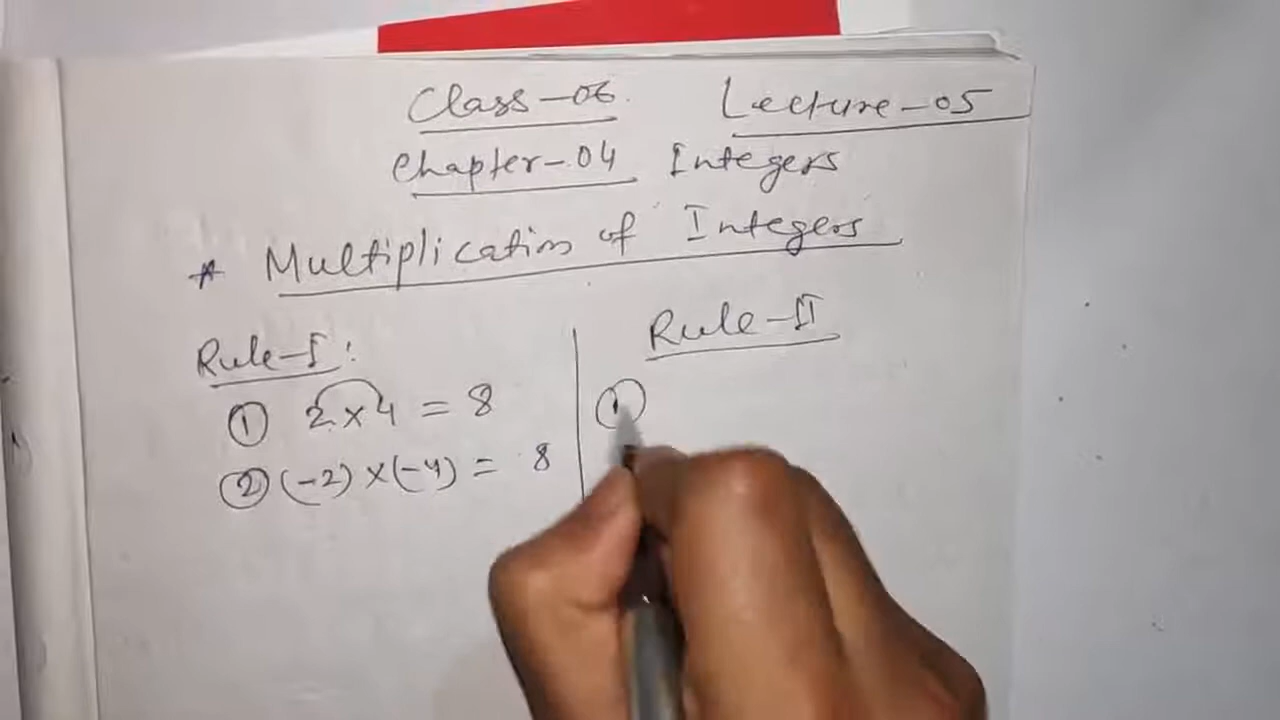 Class-06. Lecture-05
Chapter-04 Integers
* Multiplication of Integers
Rule-I:
① 2 x 4 = 8
② (-2) x (-4) = 8
Rule-II
①